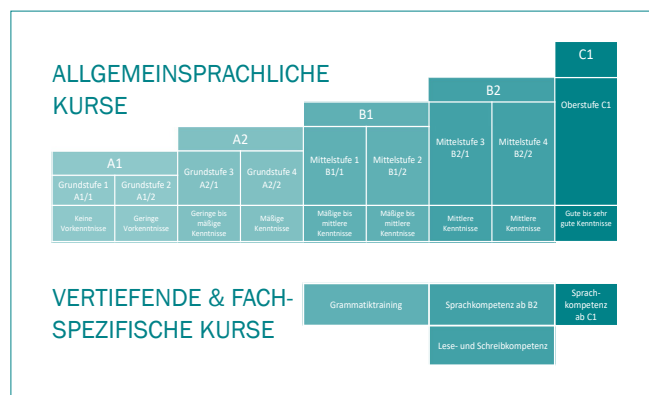 ALLGEMEINSPRACHLICHE
KURSE
A1
Grundstufe 1
A1/1
Grundstufe 2
A1/2
Keine
Vorkenntnisse
Geringe
Vorkenntnisse
A2
Grundstufe 3
A2/1
Grundstufe 4
A2/2
Geringe bis
mäßige
Kenntnisse
Mäßige
Kenntnisse
B1
Mittelstufe 1
B1/1
Mittelstufe 2
B1/2
Mäßige bis
mittlere
Kenntnisse
Mäßige bis
mittlere
Kenntnisse
B2
Mittelstufe 3
B2/1
Mittelstufe 4
B2/2
Mittlere
Kenntnisse
Mittlere
Kenntnisse
C1
Oberstufe C1
Gute bis sehr
gute Kenntnisse
VERTIEFENDE & FACH-
SPEZIFISCHE KURSE
Grammatiktraining
Sprachkompetenz ab B2
Sprach-
kompetenz
ab C1
Lese- und Schreibkompetenz